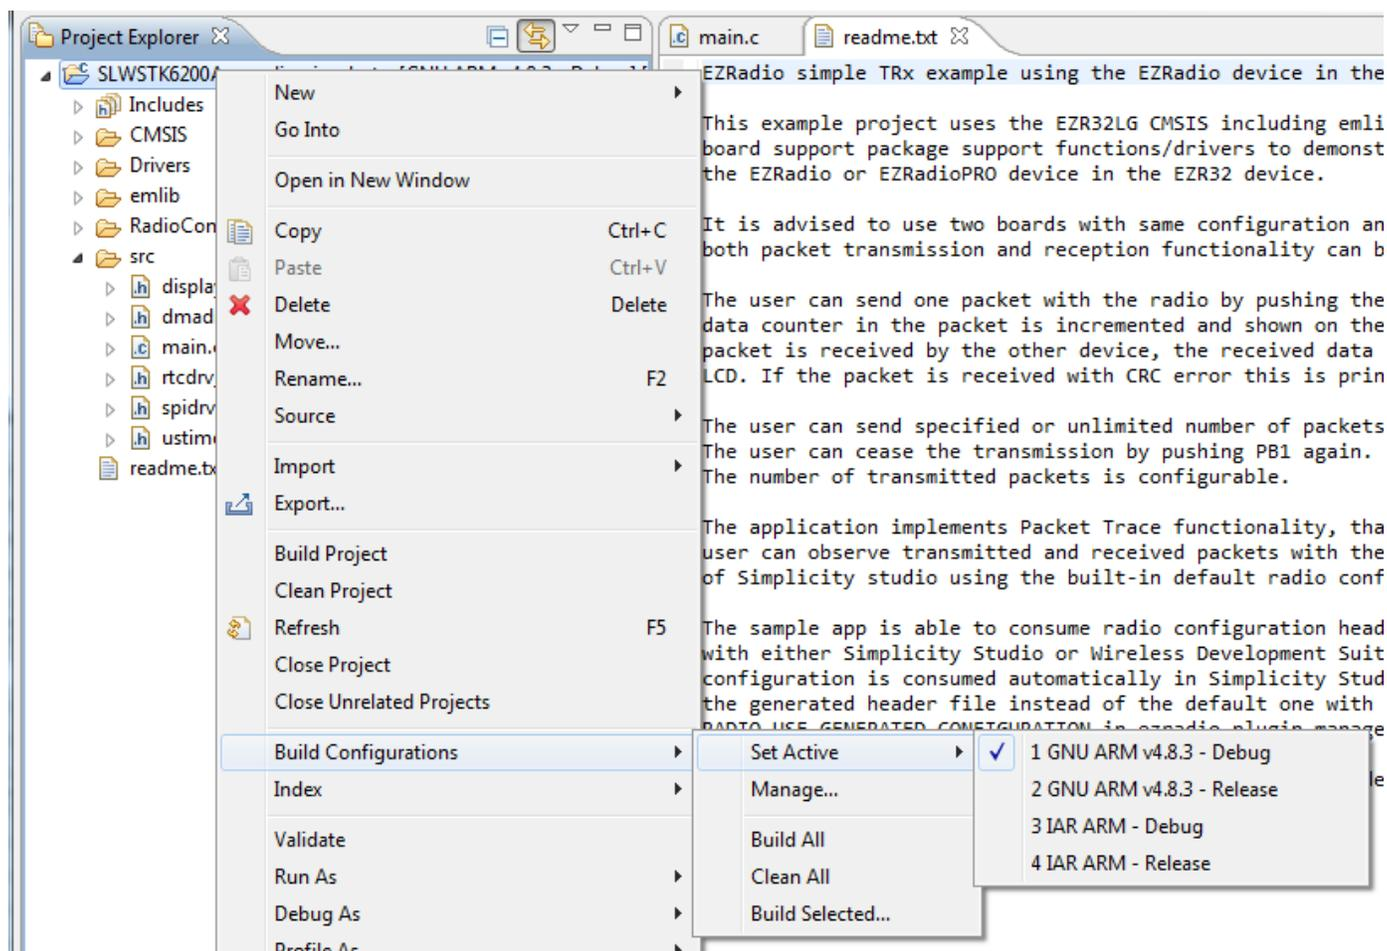 Project Explorer
SLWSTK6200A
Includes
CMSIS
Drivers
emlib
RadioCon
src
displa
dmad
main.
rtcdrv
spidrv
ustim
readme.tx
New
Go Into
Open in New Window
Copy Ctrl+C
Paste Ctrl+V
Delete Delete
Move...
Rename... F2
Source
Import
Export...
Build Project
Clean Project
Refresh F5
Close Project
Close Unrelated Projects
Build Configurations
Index
Validate
Run As
Debug As
Profile As
Set Active
Manage...
Build All
Clean All
Build Selected...
1 GNU ARM v4.8.3 - Debug
2 GNU ARM v4.8.3 - Release
3 IAR ARM - Debug
4 IAR ARM - Release
main.c
readme.txt
EZRadio simple TRx example using the EZRadio device in the
This example project uses the EZR32LG CMSIS including emli
board support package support functions/drivers to demonst
the EZRadio or EZRadioPRO device in the EZR32 device.
It is advised to use two boards with same configuration an
both packet transmission and reception functionality can b
The user can send one packet with the radio by pushing the
data counter in the packet is incremented and shown on the
packet is received by the other device, the received data
LCD. If the packet is received with CRC error this is prin
The user can send specified or unlimited number of packets
The user can cease the transmission by pushing PB1 again.
The number of transmitted packets is configurable.
The application implements Packet Trace functionality, tha
user can observe transmitted and received packets with the
of Simplicity studio using the built-in default radio conf
The sample app is able to consume radio configuration head
with either Simplicity Studio or Wireless Development Suit
configuration is consumed automatically in Simplicity Stud
the generated header file instead of the default one with
RADIO_USE_GENERATED_CONFIGURATION in ezradio_plugin_manage
le